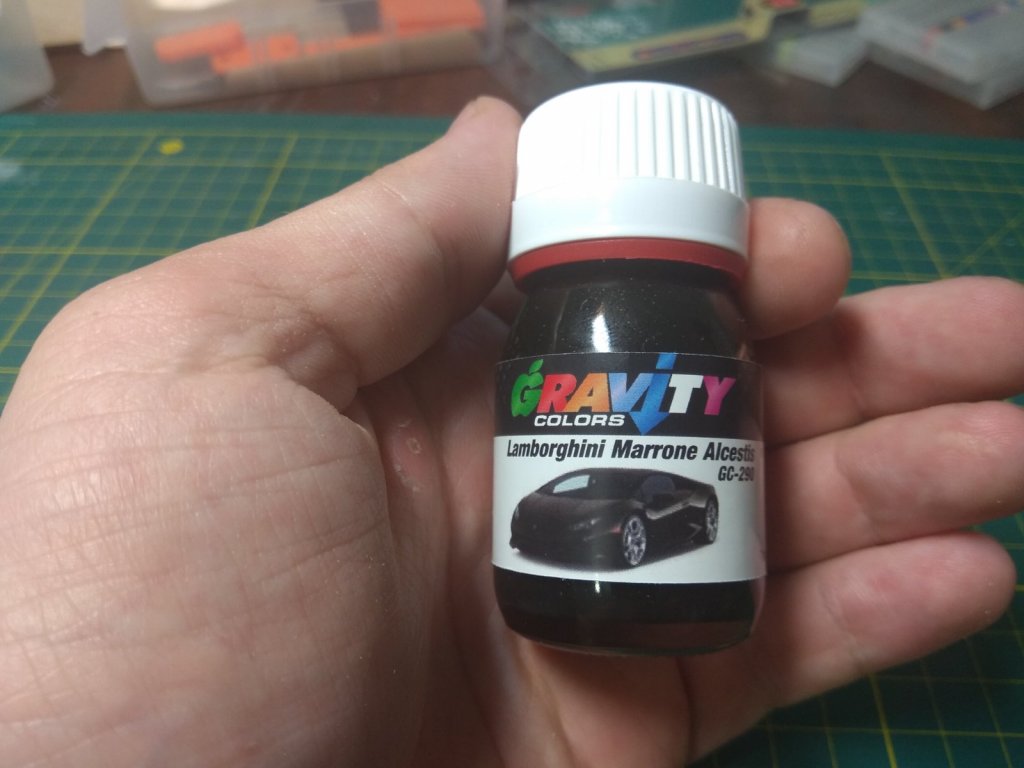 GRAVITY
COLORS
Lamborghini Marrone Alcestis
GC-290